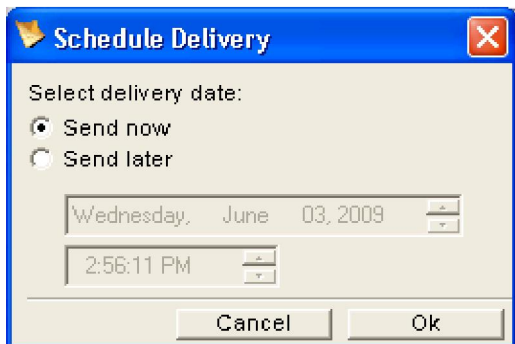 Schedule Delivery
Select delivery date:
Send now
Send later
Wednesday, June 03, 2009
2:56:11 PM
Cancel Ok